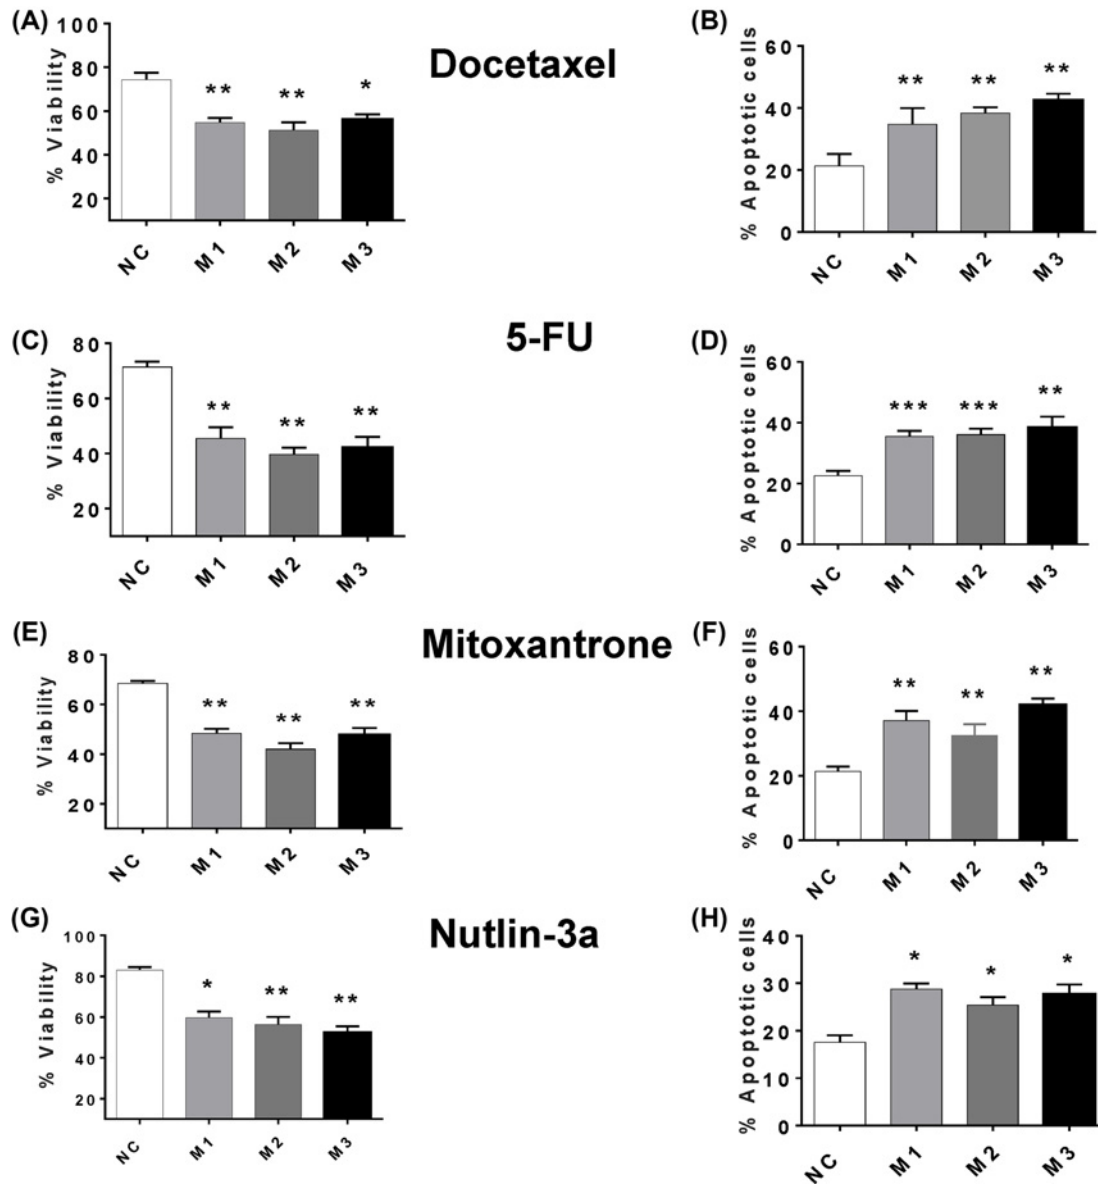 (A)
% Viability
100
80
60
40
20
** ** *
NC M1 M2 M3
Docetaxel
(B)
% Apoptotic cells
60
40
20
0
** ** **
NC M1 M2 M3
(C)
% Viability
80
60
40
20
** ** **
NC M1 M2 M3
5-FU
(D)
% Apoptotic cells
60
40
20
0
*** *** **
NC M1 M2 M3
(E)
% Viability
80
60
40
20
** ** **
NC M1 M2 M3
Mitoxantrone
(F)
% Apoptotic cells
60
40
20
0
** ** **
NC M1 M2 M3
(G)
% Viability
100
80
60
40
20
* ** **
NC M1 M2 M3
Nutlin-3a
(H)
% Apoptotic cells
40
30
20
10
0
* * *
NC M1 M2 M3